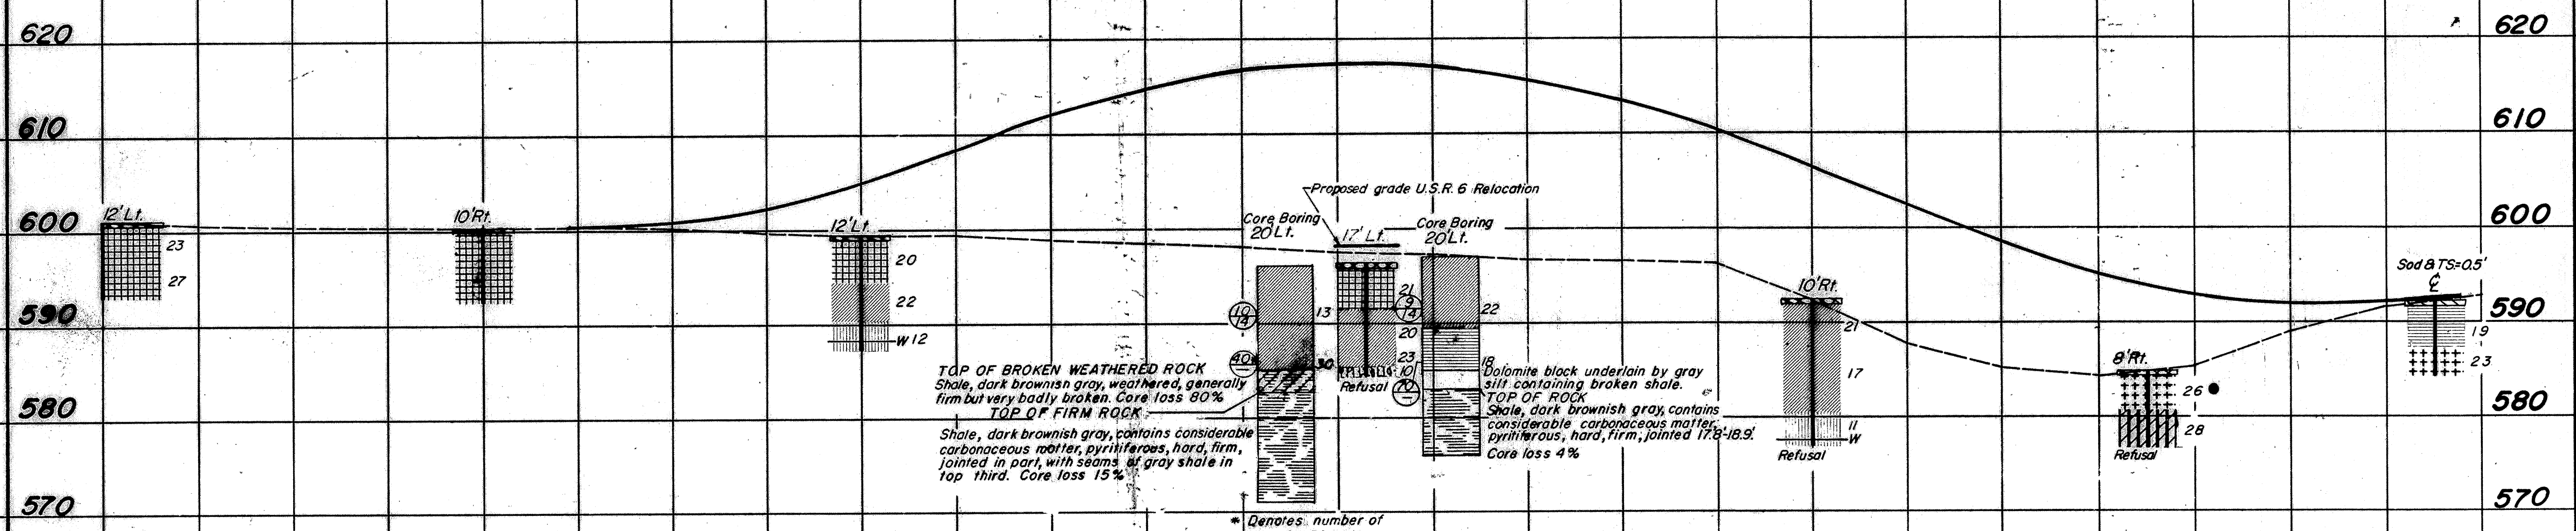 620
620
610
610
Proposed grade U.S.R. 6 Relocation
600
12' Lt.
10' Rt.
12' Lt.
Core Boring
20' Lt.
17' Lt.
Core Boring
20' Lt.
600
23
27
20
22
W 12
Sod & TS=0.5'
℄
10' Rt.
590
590
10
14
13
21
9
14
20
22
21
19
23
40
—
30
23
10
70
—
18
17
8' Rt.
26
28
TOP OF BROKEN WEATHERED ROCK
Shale, dark brownish gray, weathered, generally
firm but very badly broken. Core loss 80%
TOP OF FIRM ROCK
Refusal
Dolomite block underlain by gray
silt containing broken shale.
TOP OF ROCK
Shale, dark brownish gray, contains
considerable carbonaceous matter,
pyritiferous, hard, firm, jointed 17.8'-18.9'.
Core loss 4%
580
580
11
W
Refusal
Refusal
Shale, dark brownish gray, contains considerable
carbonaceous matter, pyritiferous, hard, firm,
jointed in part, with seams of gray shale in
top third. Core loss 15%
570
570
* Denotes number of